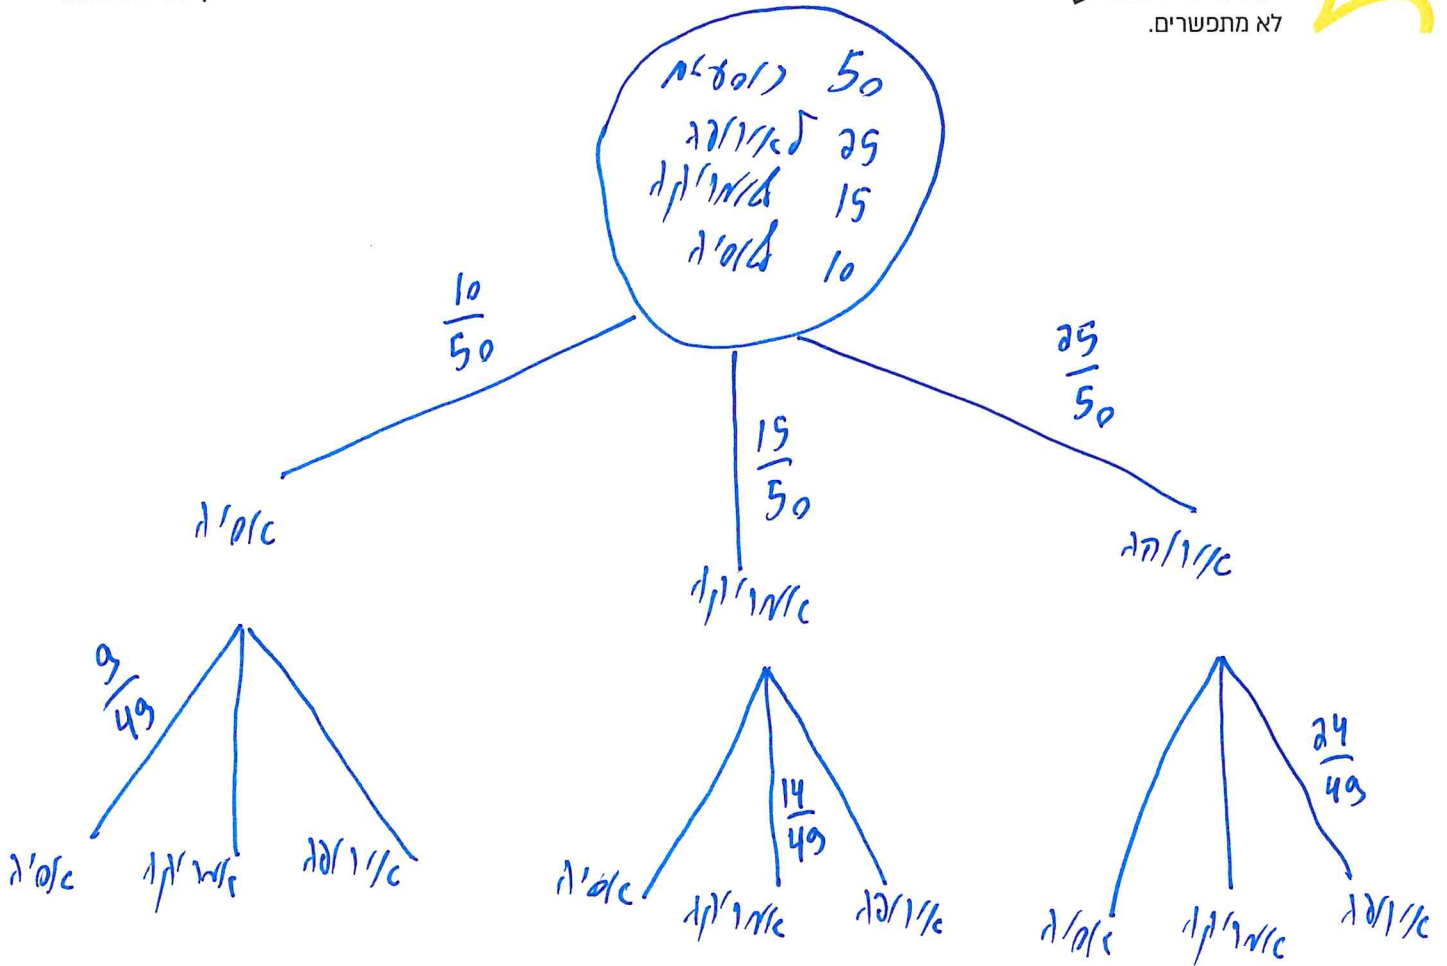 לא מתפשרים.
50 נוסעים
25 לאירופה
15 לאמריקה
10 לאסיה
10/50
25/50
15/50
אסיה
אמריקה
אירופה
9/49
14/49
24/49
אסיה אמריקה אירופה
אסיה אמריקה אירופה
אסיה אמריקה אירופה